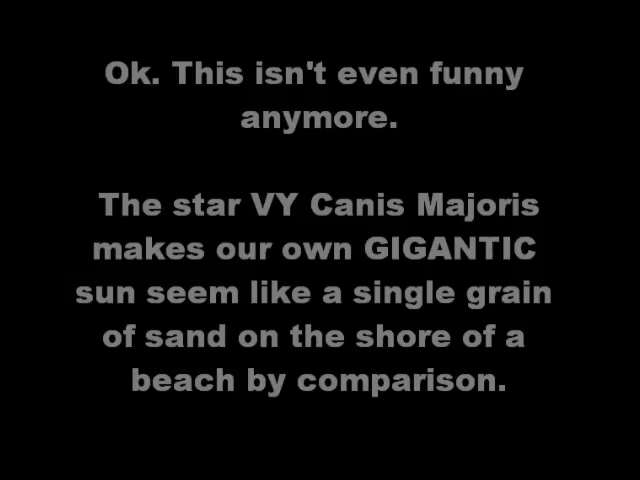 Ok. This isn't even funny
anymore.
The star VY Canis Majoris
makes our own GIGANTIC
sun seem like a single grain
of sand on the shore of a
beach by comparison.